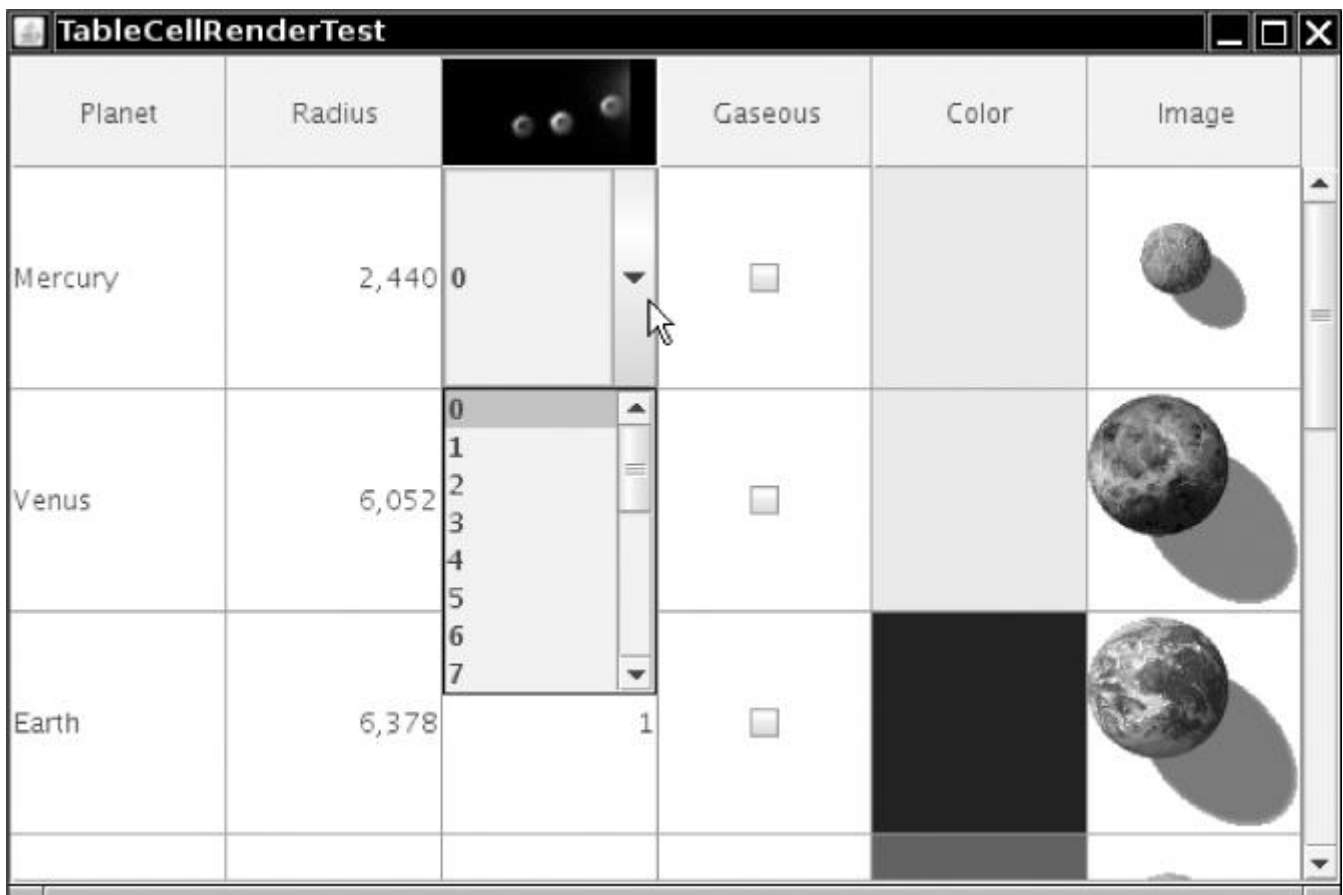 TableCellRenderTest
Planet Radius Gaseous Color Image
Mercury 2,440 0
0
1
2
Venus 6,052
3
4
5
6
7
Earth 6,378 1